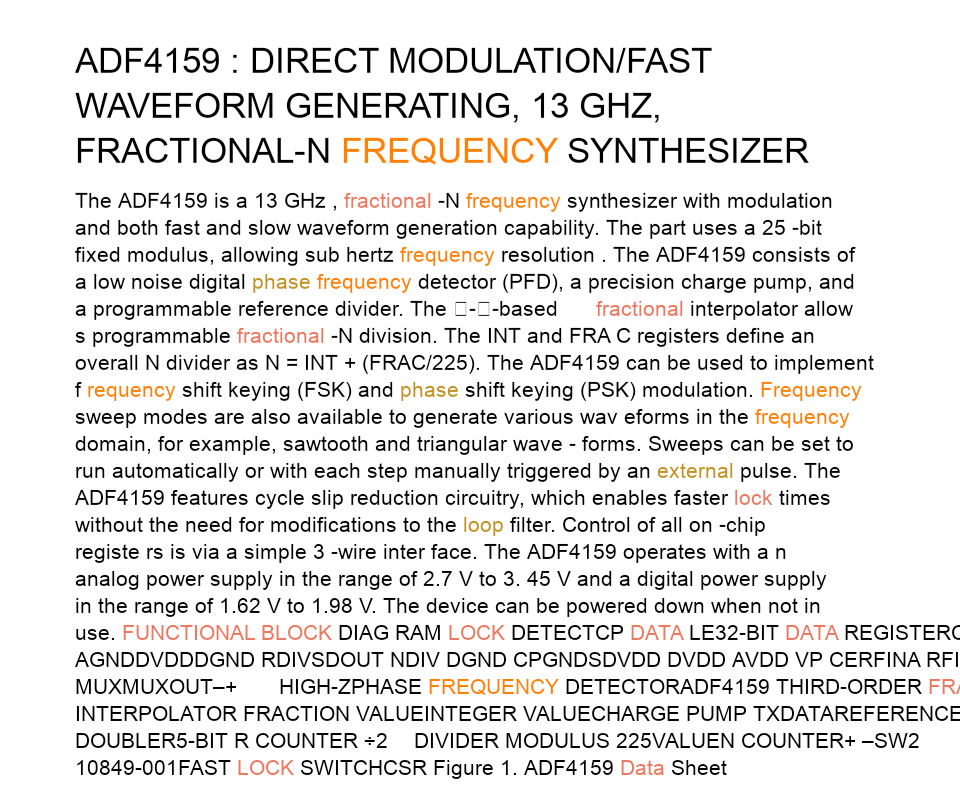 ADF4159 : DIRECT MODULATION/FAST
WAVEFORM GENERATING, 13 GHZ,
FRACTIONAL-N FREQUENCY SYNTHESIZER
The ADF4159 is a 13 GHz , fractional -N frequency synthesizer with modulation
and both fast and slow waveform generation capability. The part uses a 25 -bit
fixed modulus, allowing sub hertz frequency resolution . The ADF4159 consists of
a low noise digital phase frequency detector (PFD), a precision charge pump, and
a programmable reference divider. The □-□-based fractional interpolator allow
s programmable fractional -N division. The INT and FRA C registers define an
overall N divider as N = INT + (FRAC/225). The ADF4159 can be used to implement
f requency shift keying (FSK) and phase shift keying (PSK) modulation. Frequency
sweep modes are also available to generate various wav eforms in the frequency
domain, for example, sawtooth and triangular wave - forms. Sweeps can be set to
run automatically or with each step manually triggered by an external pulse. The
ADF4159 features cycle slip reduction circuitry, which enables faster lock times
without the need for modifications to the loop filter. Control of all on -chip
registe rs is via a simple 3 -wire inter face. The ADF4159 operates with a n
analog power supply in the range of 2.7 V to 3. 45 V and a digital power supply
in the range of 1.62 V to 1.98 V. The device can be powered down when not in
use. FUNCTIONAL BLOCK DIAG RAM LOCK DETECTCP DATA LE32-BIT DATA REGISTERC
AGNDDVDDDGND RDIVSDOUT NDIV DGND CPGNDSDVDD DVDD AVDD VP CERFINA RFI
MUXMUXOUT–+ HIGH-ZPHASE FREQUENCY DETECTORADF4159 THIRD-ORDER FRA
INTERPOLATOR FRACTION VALUEINTEGER VALUECHARGE PUMP TXDATAREFERENCE
DOUBLER5-BIT R COUNTER ÷2 DIVIDER MODULUS 225VALUEN COUNTER+ –SW2
10849-001FAST LOCK SWITCHCSR Figure 1. ADF4159 Data Sheet